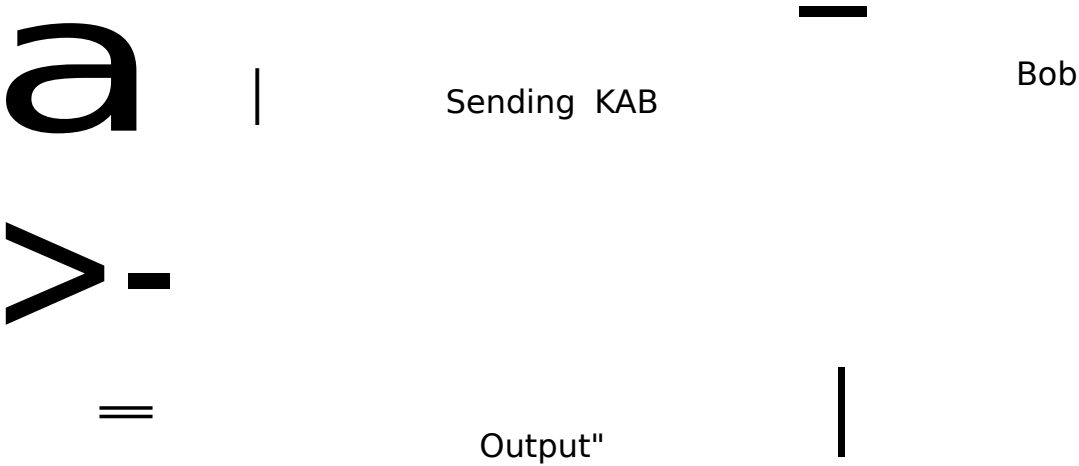 a | Sending KAB — Bob
>-
= Output" |